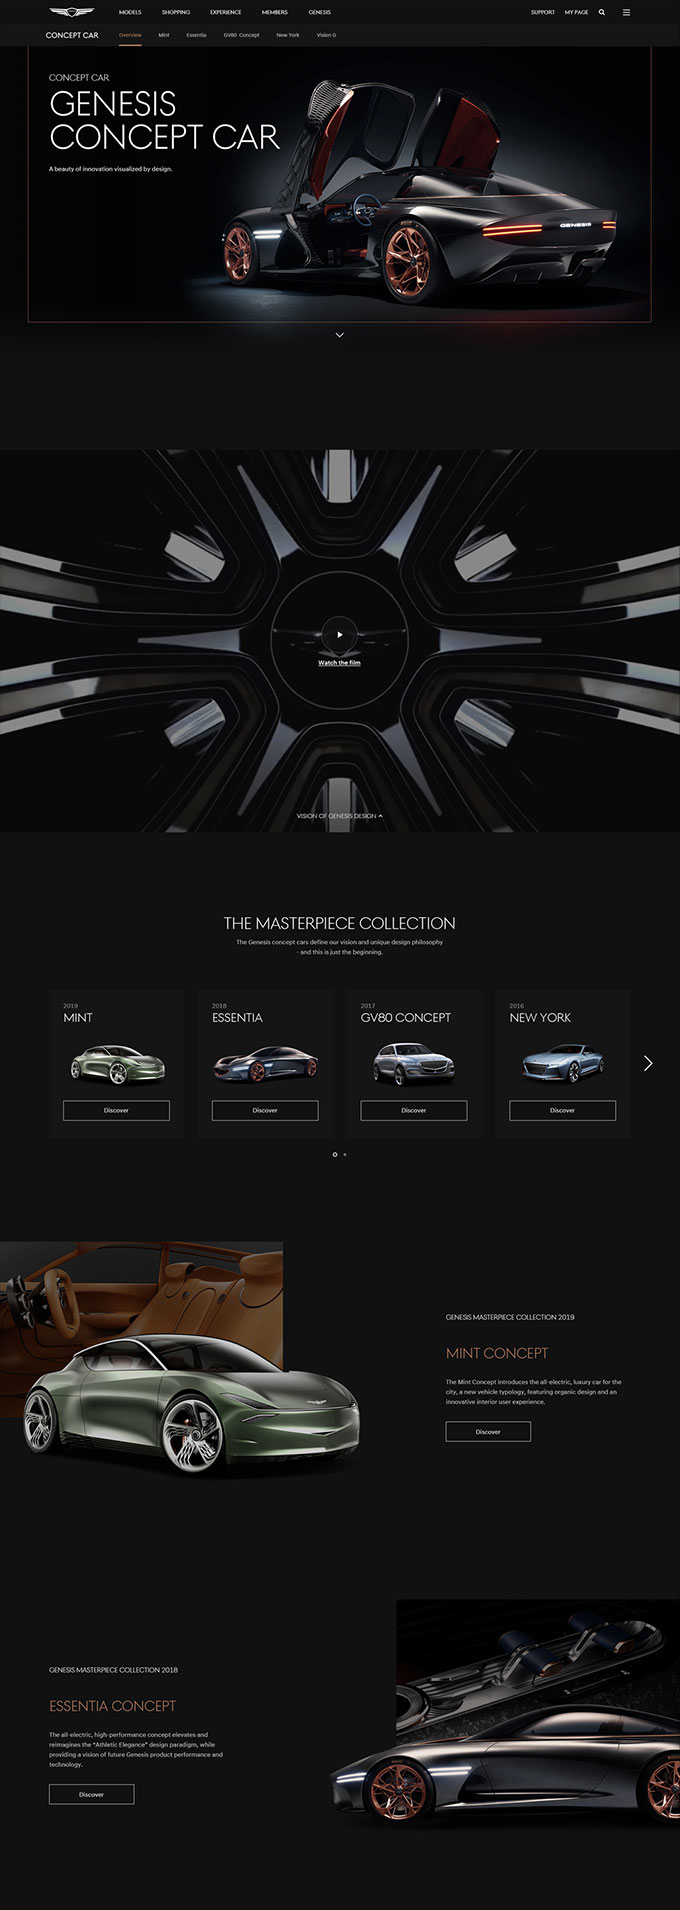 MODELS SHOPPING EXPERIENCE MEMBERS GENESIS SUPPORT MY PAGE
CONCEPT CAR Overview Mint Essentia GV80 Concept New York Vision G
CONCEPT CAR
GENESIS
CONCEPT CAR
A beauty of innovation visualized by design.
GENESIS
Watch the film
VISION OF GENESIS DESIGN
THE MASTERPIECE COLLECTION
The Genesis concept cars define our vision and unique design philosophy
- and this is just the beginning.
2019
MINT
Discover
2018
ESSENTIA
Discover
2017
GV80 CONCEPT
Discover
2016
NEW YORK
Discover
GENESIS MASTERPIECE COLLECTION 2019
MINT CONCEPT
The Mint Concept introduces the all-electric, luxury car for the
city, a new vehicle typology, featuring organic design and an
innovative interior user experience.
Discover
GENESIS MASTERPIECE COLLECTION 2018
ESSENTIA CONCEPT
The all-electric, high-performance concept elevates and
reimagines the “Athletic Elegance” design paradigm, while
providing a vision of future Genesis product performance and
technology.
Discover